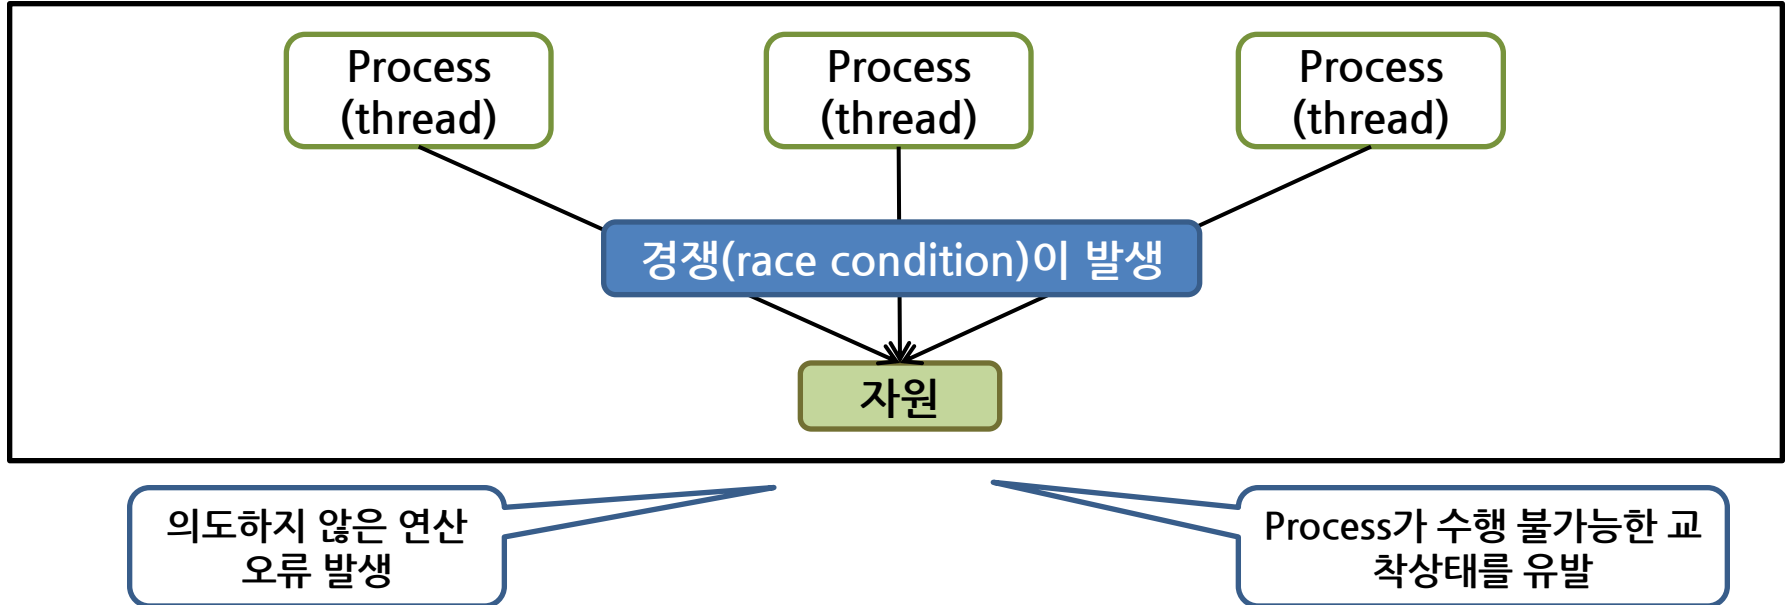 Process
(thread)
Process
(thread)
Process
(thread)
경쟁(race condition)이 발생
자원
의도하지 않은 연산
오류 발생
Process가 수행 불가능한 교
착상태를 유발